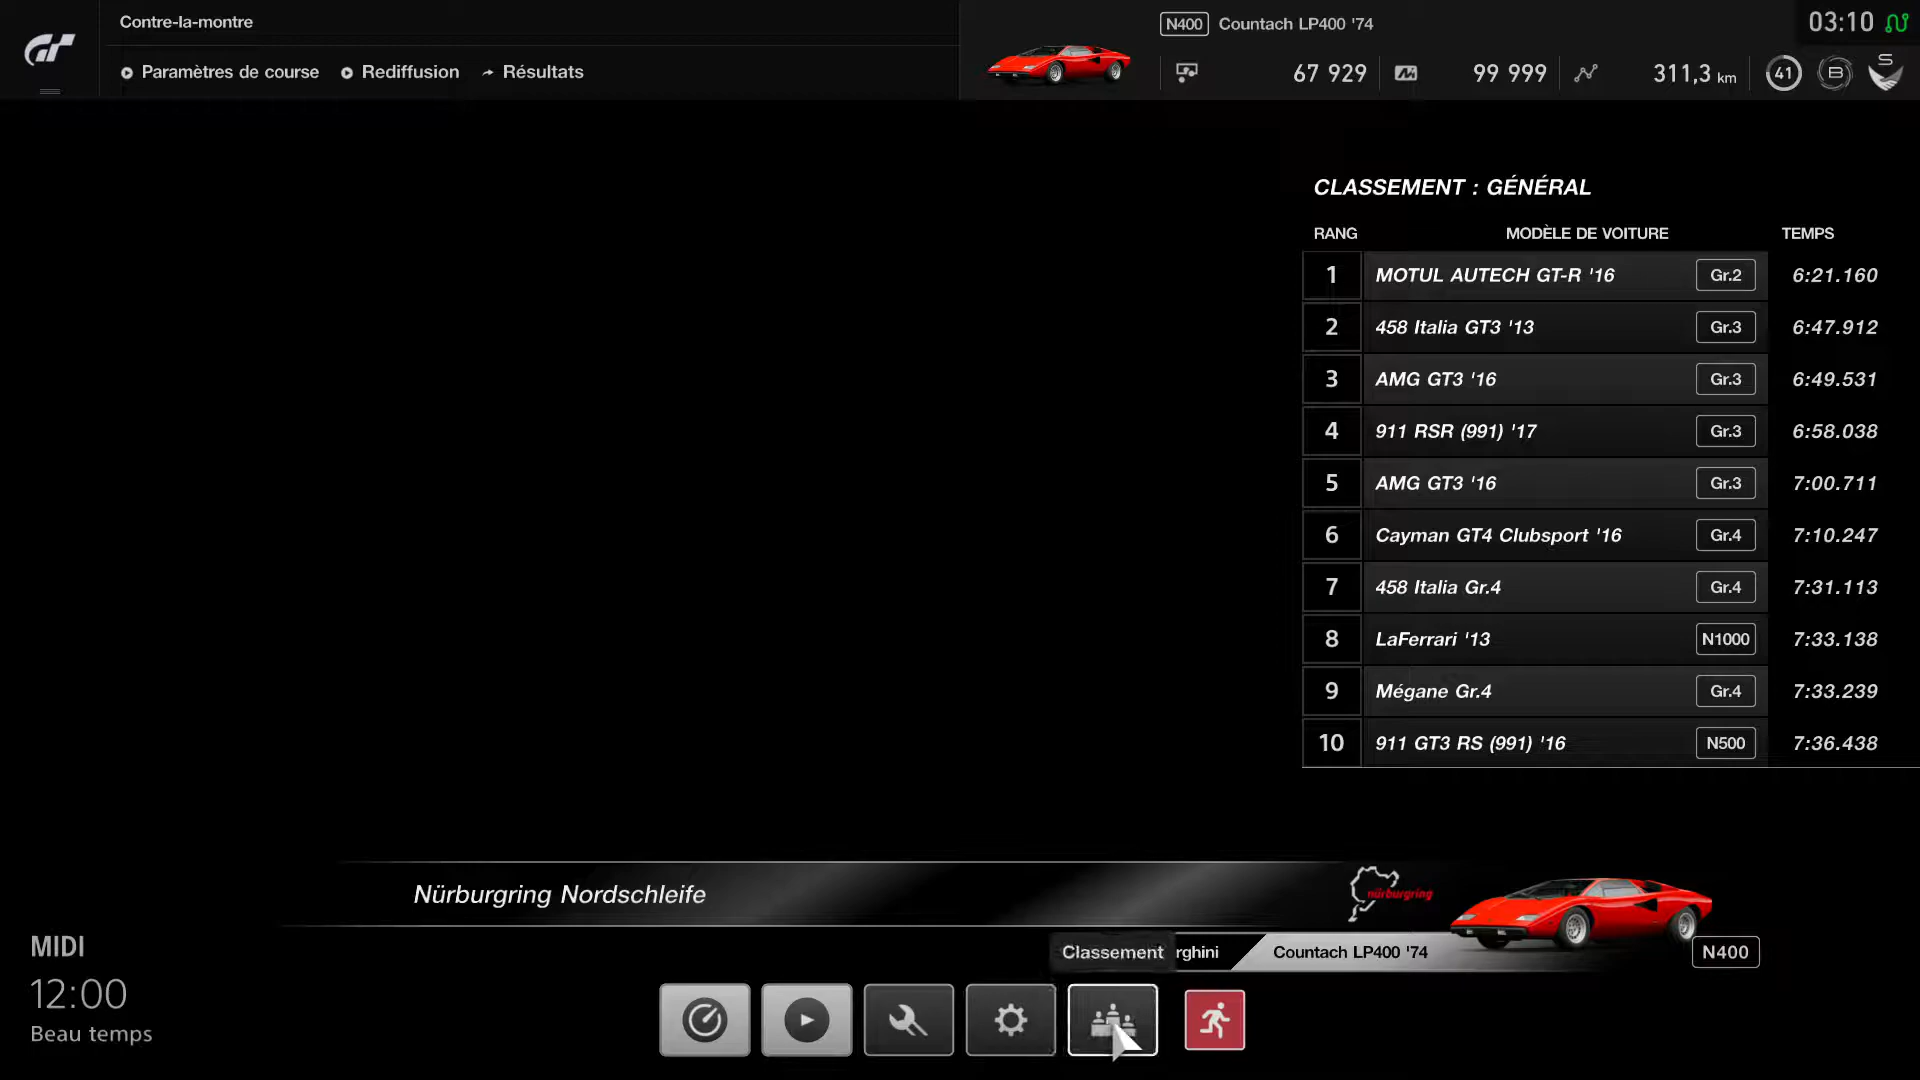 Contre-la-montre
Paramètres de course Rediffusion Résultats
N400 Countach LP400 '74
67 929 99 999 311,3 km 41 B S
03:10
CLASSEMENT : GÉNÉRAL
RANG MODÈLE DE VOITURE TEMPS
1 MOTUL AUTECH GT-R '16 Gr.2 6:21.160
2 458 Italia GT3 '13 Gr.3 6:47.912
3 AMG GT3 '16 Gr.3 6:49.531
4 911 RSR (991) '17 Gr.3 6:58.038
5 AMG GT3 '16 Gr.3 7:00.711
6 Cayman GT4 Clubsport '16 Gr.4 7:10.247
7 458 Italia Gr.4 Gr.4 7:31.113
8 LaFerrari '13 N1000 7:33.138
9 Mégane Gr.4 Gr.4 7:33.239
10 911 GT3 RS (991) '16 N500 7:36.438
Nürburgring Nordschleife
nürburgring
Classement rghini Countach LP400 '74 N400
MIDI
12:00
Beau temps